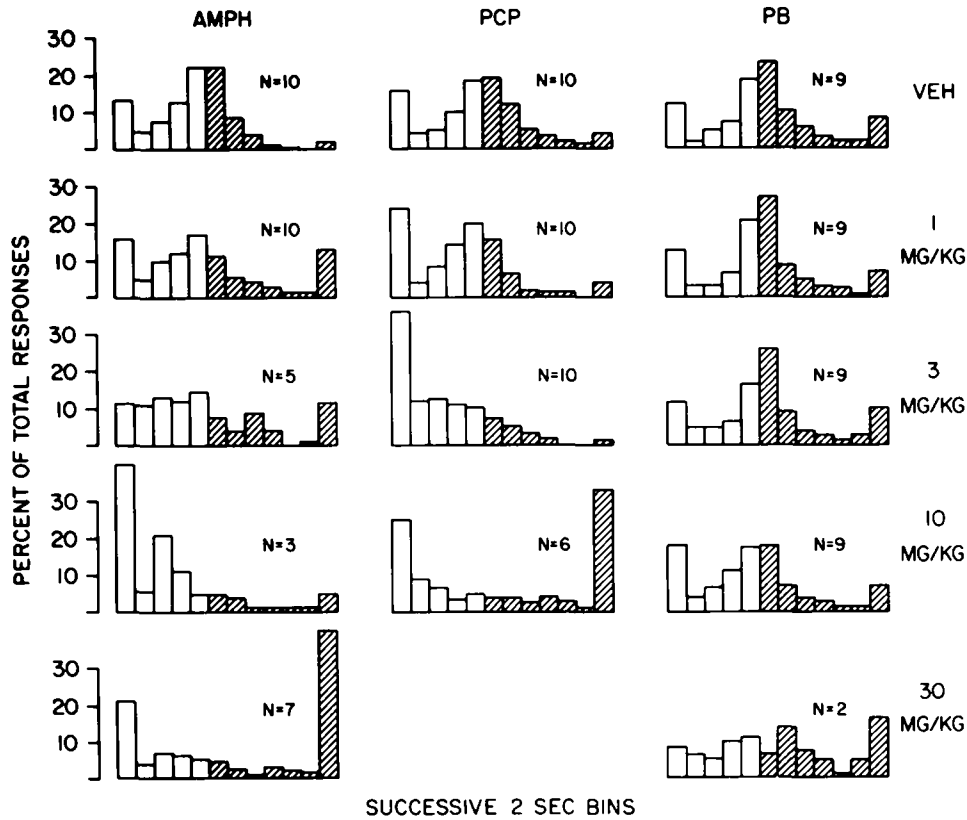 AMPH PCP PB
30
20
10
N=10 N=10 N=9 VEH
30
20
10
N=10 N=10 N=9 1 MG/KG
30
20
10
N=5 N=10 N=9 3 MG/KG
30
20
10
N=3 N=6 N=9 10 MG/KG
30
20
10
N=7 N=2 30 MG/KG
PERCENT OF TOTAL RESPONSES
SUCCESSIVE 2 SEC BINS